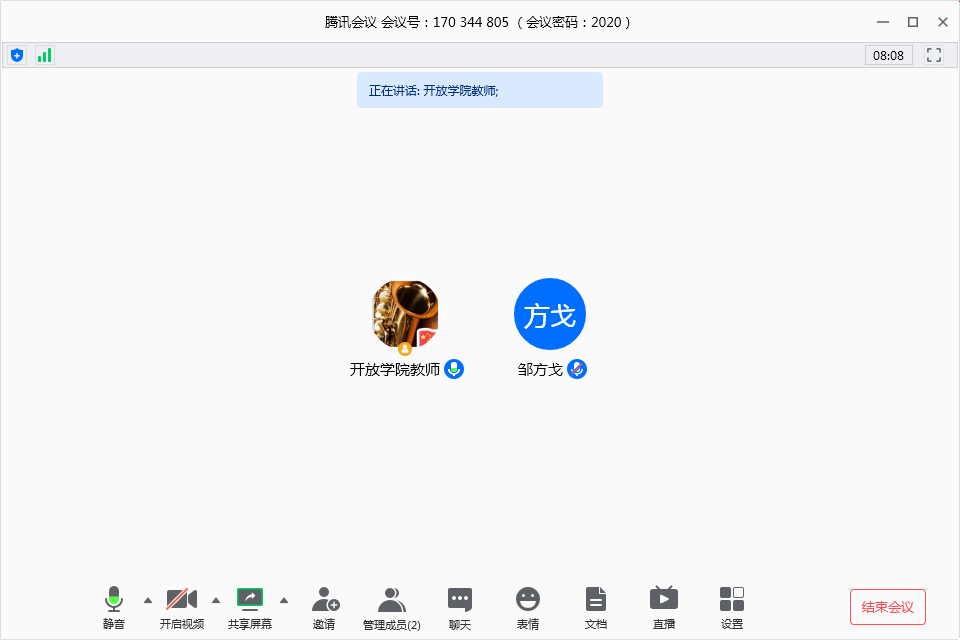 腾讯会议 会议号：170 344 805 （ 会议密码：2020 ）
08:08
正在讲话: 开放学院教师;
方戈
开放学院教师
邹方戈
静音
开启视频
共享屏幕
邀请
管理成员(2)
聊天
表情
文档
直播
设置
结束会议